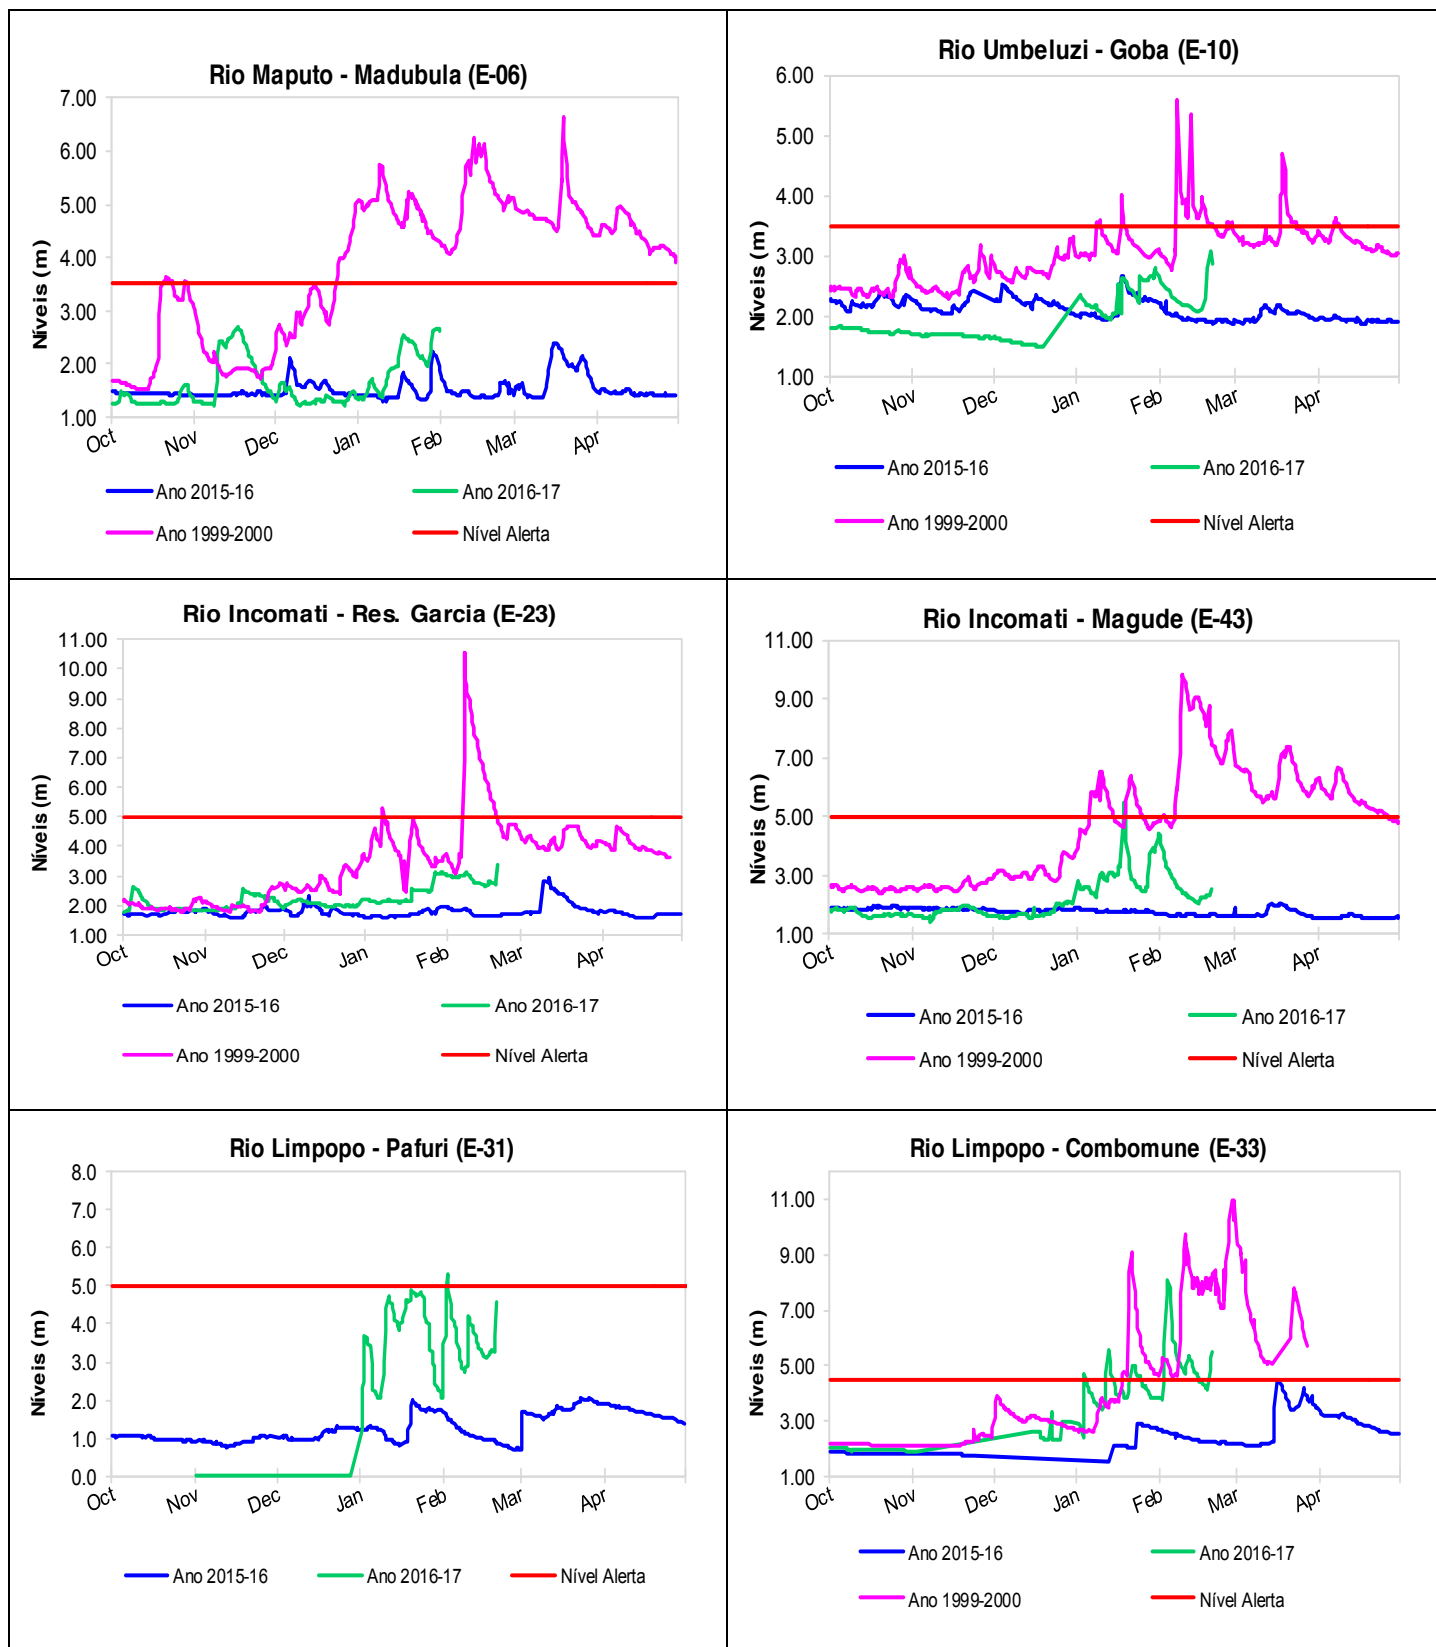 Rio Maputo - Madubula (E-06)
Níveis (m)
7.00
6.00
5.00
4.00
3.00
2.00
1.00
Oct Nov Dec Jan Feb Mar Apr
Ano 2015-16 Ano 2016-17
Ano 1999-2000 Nível Alerta
Rio Umbeluzi - Goba (E-10)
Níveis (m)
6.00
5.00
4.00
3.00
2.00
1.00
Oct Nov Dec Jan Feb Mar Apr
Ano 2015-16 Ano 2016-17
Ano 1999-2000 Nível Alerta
Rio Incomati - Res. Garcia (E-23)
Níveis (m)
11.00
10.00
9.00
8.00
7.00
6.00
5.00
4.00
3.00
2.00
1.00
Oct Nov Dec Jan Feb Mar Apr
Ano 2015-16 Ano 2016-17
Ano 1999-2000 Nível Alerta
Rio Incomati - Magude (E-43)
Níveis (m)
11.00
9.00
7.00
5.00
3.00
1.00
Oct Nov Dec Jan Feb Mar Apr
Ano 2015-16 Ano 2016-17
Ano 1999-2000 Nível Alerta
Rio Limpopo - Pafuri (E-31)
Níveis (m)
8.0
7.0
6.0
5.0
4.0
3.0
2.0
1.0
0.0
Oct Nov Dec Jan Feb Mar Apr
Ano 2015-16 Ano 2016-17 Nível Alerta
Rio Limpopo - Combomune (E-33)
Níveis (m)
11.00
9.00
7.00
5.00
3.00
1.00
Oct Nov Dec Jan Feb Mar Apr
Ano 2015-16 Ano 2016-17
Ano 1999-2000 Nível Alerta